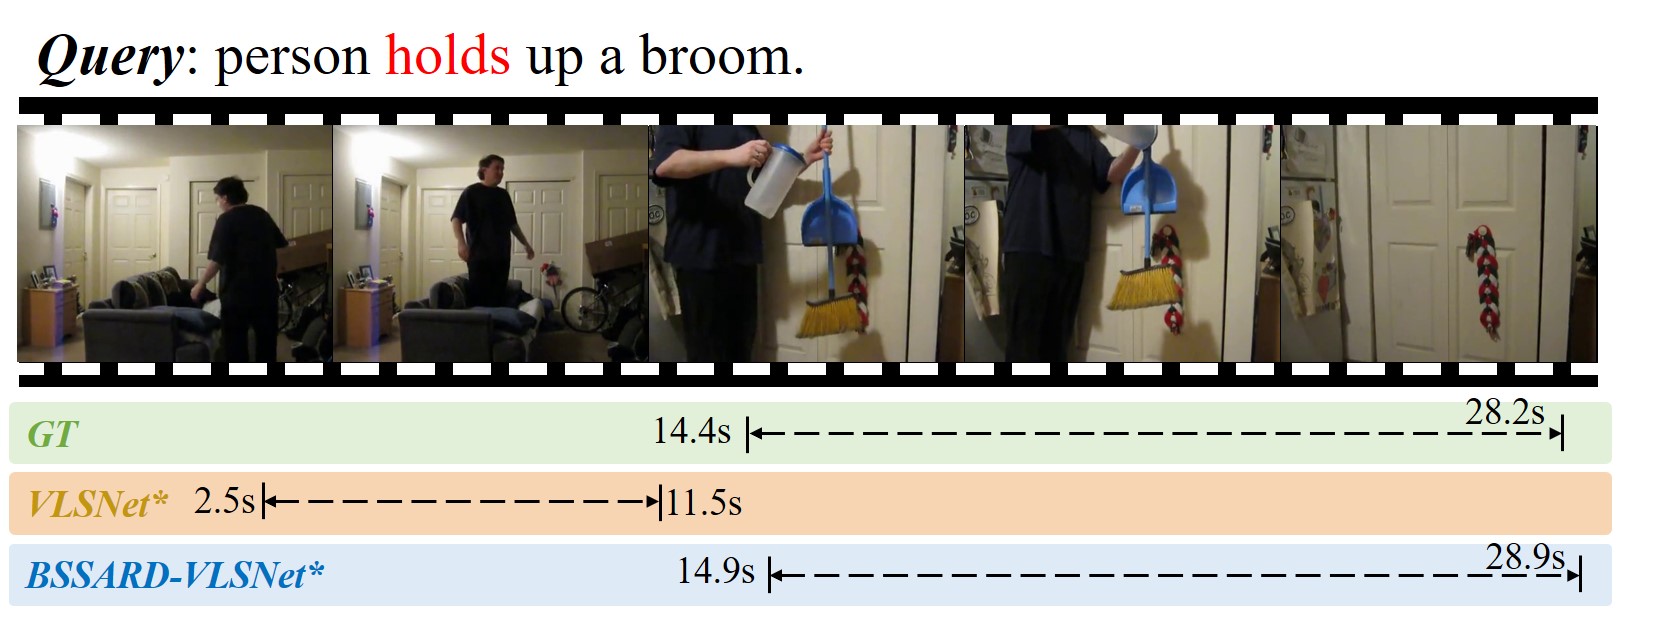 Query: person holds up a broom.
GT 14.4s 28.2s
VLSNet* 2.5s 11.5s
BSSARD-VLSNet* 14.9s 28.9s